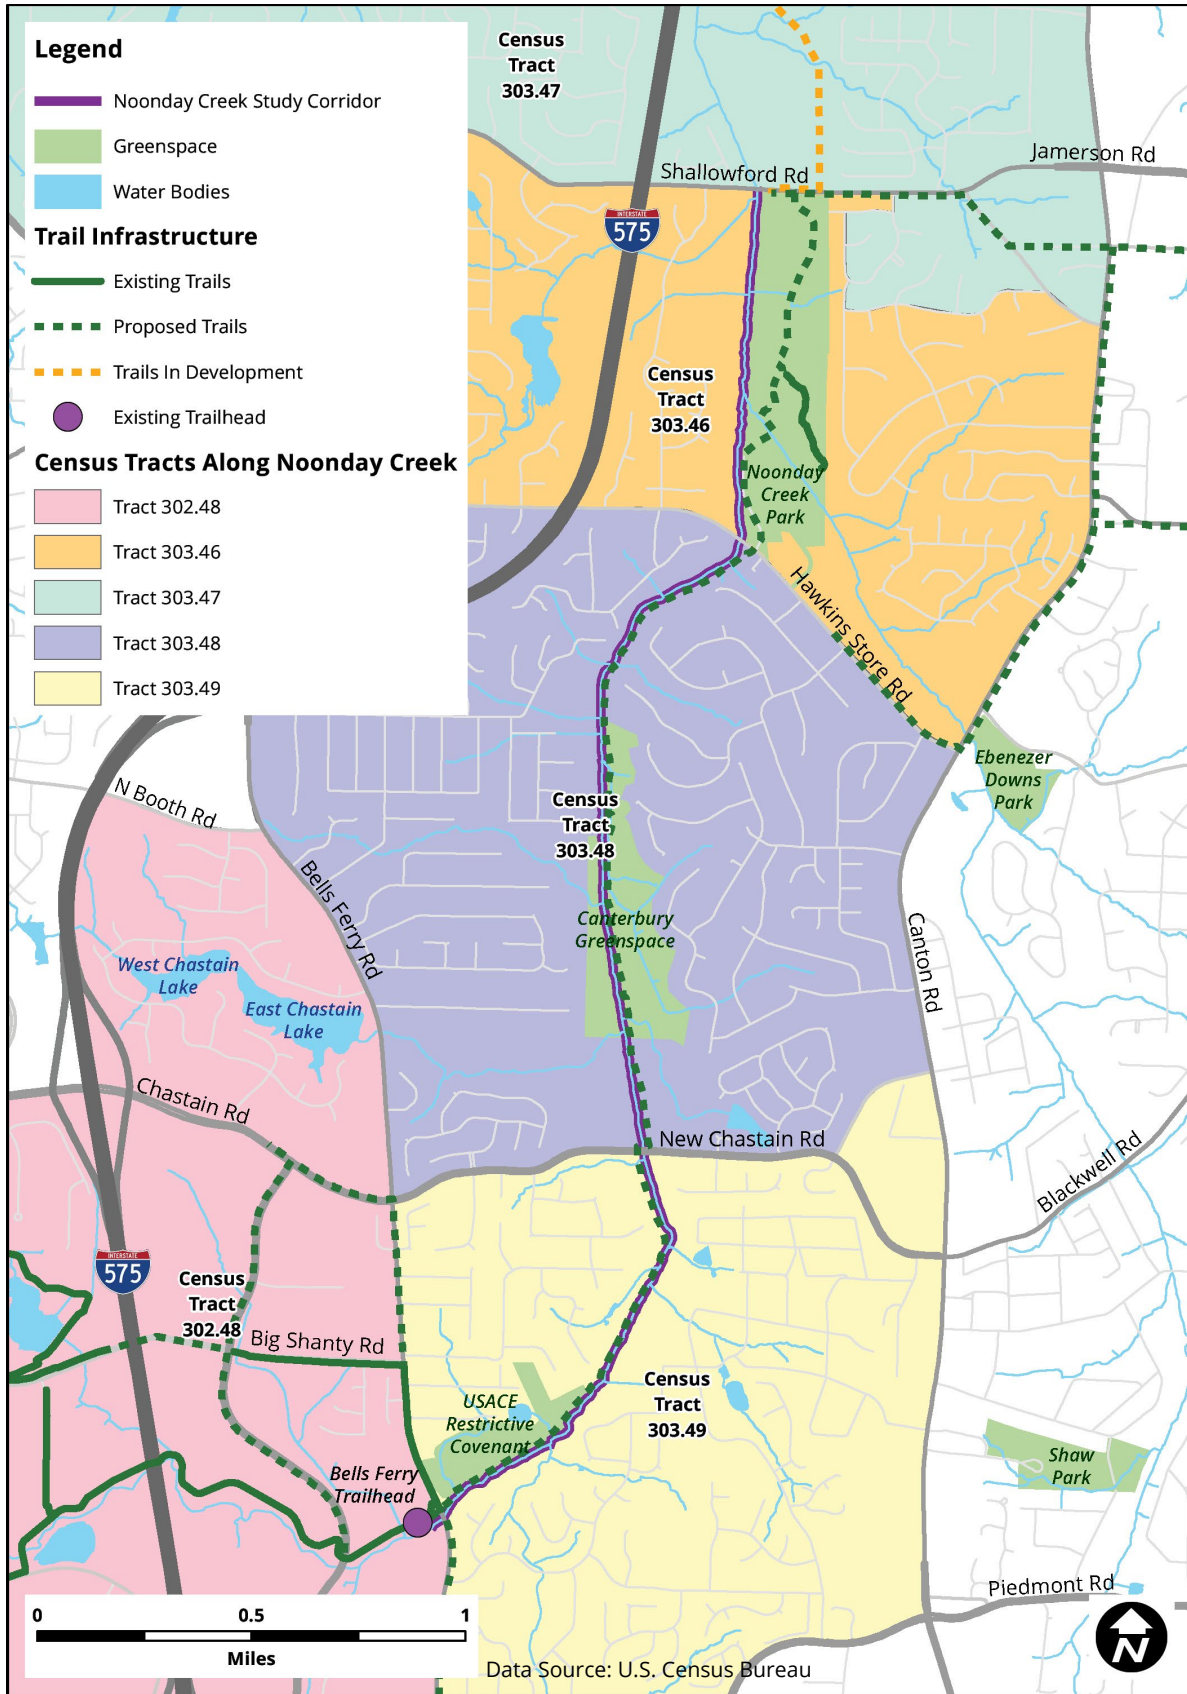 Legend
Noonday Creek Study Corridor
Greenspace
Water Bodies
Trail Infrastructure
Existing Trails
Proposed Trails
Trails In Development
Existing Trailhead
Census Tracts Along Noonday Creek
Tract 302.48
Tract 303.46
Tract 303.47
Tract 303.48
Tract 303.49
Census
Tract
303.47
Shallowford Rd
Jamerson Rd
INTERSTATE
575
Census
Tract
303.46
Noonday
Creek
Park
Hawkins Store Rd
Ebenezer
Downs
Park
N Booth Rd
Bells Ferry Rd
Census
Tract
303.48
Canterbury
Greenspace
Canton Rd
West Chastain
Lake
East Chastain
Lake
Chastain Rd
New Chastain Rd
Blackwell Rd
INTERSTATE
575
Census
Tract
302.48
Big Shanty Rd
USACE
Restrictive
Covenant
Census
Tract
303.49
Bells Ferry
Trailhead
Shaw
Park
Piedmont Rd
0 0.5 1
Miles
N
Data Source: U.S. Census Bureau